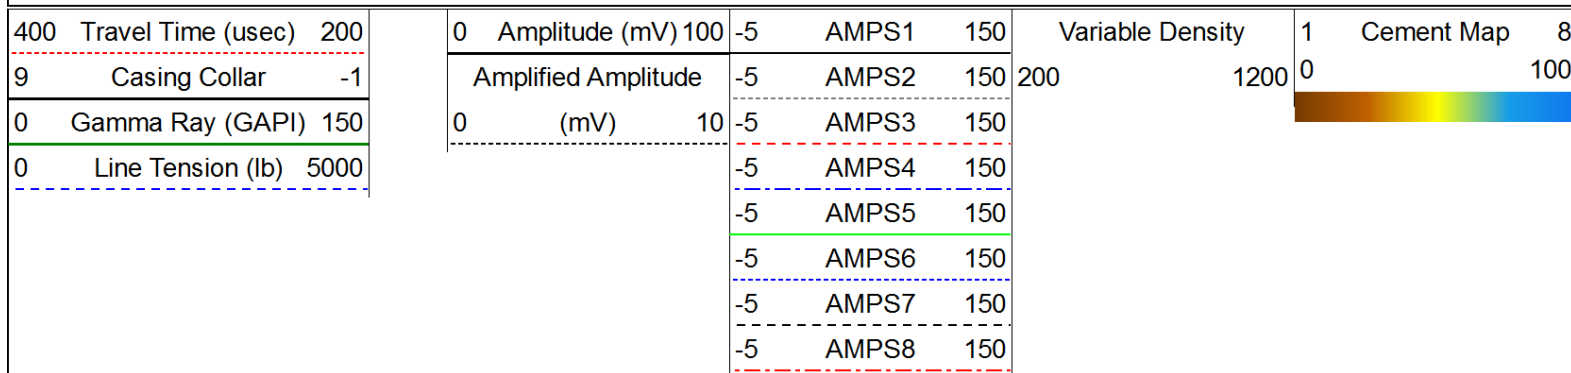 400 Travel Time (usec) 200 0 Amplitude (mV) 100 -5 AMPS1 150 Variable Density 1 Cement Map 8
9 Casing Collar -1 Amplified Amplitude -5 AMPS2 150 200 1200 0 100
0 Gamma Ray (GAPI) 150 0 (mV) 10 -5 AMPS3 150
0 Line Tension (lb) 5000 -5 AMPS4 150
-5 AMPS5 150
-5 AMPS6 150
-5 AMPS7 150
-5 AMPS8 150